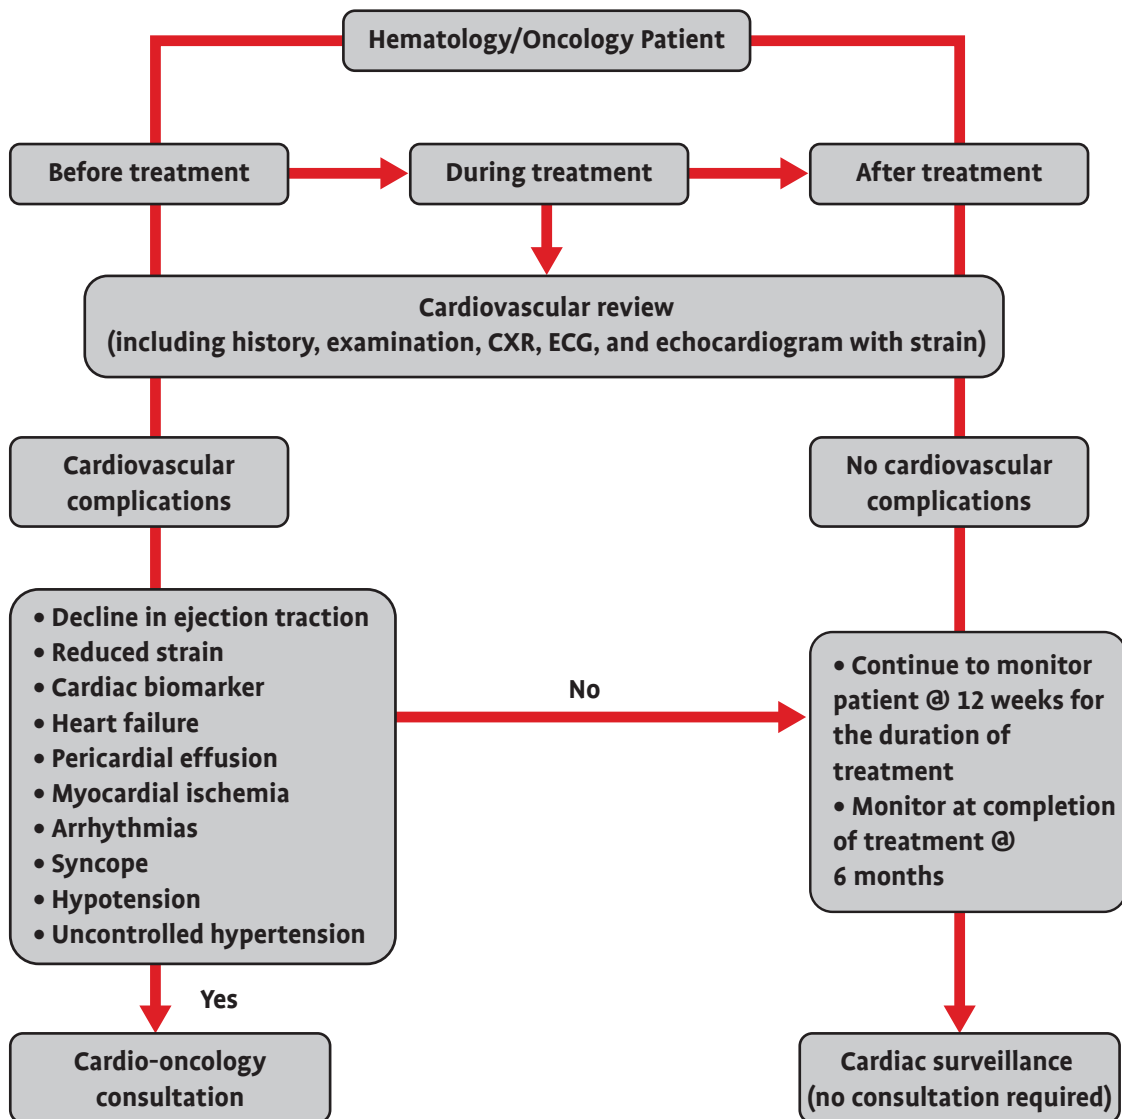 Hematology/Oncology Patient
Before treatment
During treatment
After treatment
Cardiovascular review
(including history, examination, CXR, ECG, and echocardiogram with strain)
Cardiovascular
complications
No cardiovascular
complications
• Decline in ejection traction
• Reduced strain
• Cardiac biomarker
• Heart failure
• Pericardial effusion
• Myocardial ischemia
• Arrhythmias
• Syncope
• Hypotension
• Uncontrolled hypertension
No
• Continue to monitor
patient @ 12 weeks for
the duration of
treatment
• Monitor at completion
of treatment @
6 months
Yes
Cardio-oncology
consultation
Cardiac surveillance
(no consultation required)